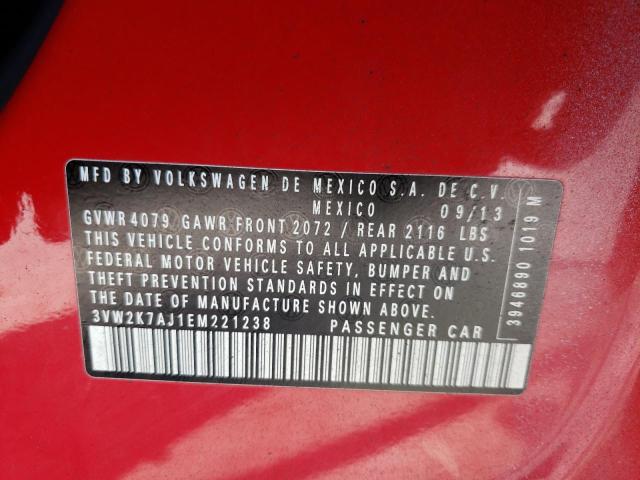 MFD BY VOLKSWAGEN DE MEXICO S.A. DE C.V.
MEXICO 09/13
GVWR4079 GAWR FRONT 2072 / REAR 2116 LBS
THIS VEHICLE CONFORMS TO ALL APPLICABLE U.S.
FEDERAL MOTOR VEHICLE SAFETY, BUMPER AND
THEFT PREVENTION STANDARDS IN EFFECT ON
THE DATE OF MANUFACTURE SHOWN ABOVE.
3VW2K7AJ1EM221238 PASSENGER CAR
3946890 1019 M